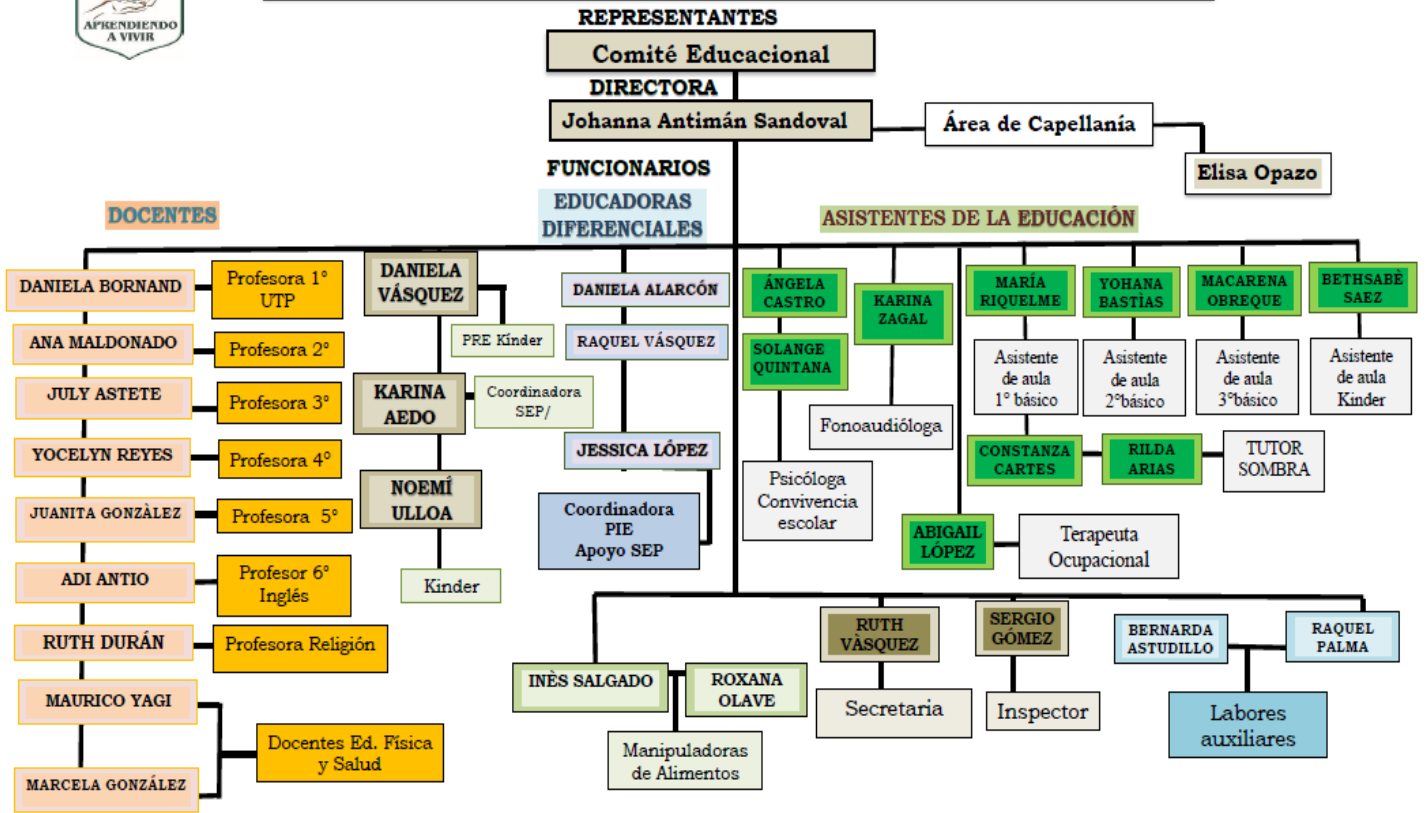 APRENDIENDO
A VIVIR
REPRESENTANTES
Comité Educacional
DIRECTORA
Johanna Antimán Sandoval
Área de Capellanía
Elisa Opazo
FUNCIONARIOS
DOCENTES
EDUCADORAS
DIFERENCIALES
ASISTENTES DE LA EDUCACIÓN
DANIELA BORNAND
Profesora 1°
UTP
ANA MALDONADO
Profesora 2°
JULY ASTETE
Profesora 3°
YOCELYN REYES
Profesora 4°
JUANITA GONZÀLEZ
Profesora 5°
ADI ANTIO
Profesor 6°
Inglés
RUTH DURÁN
Profesora Religión
MAURICO YAGI
MARCELA GONZÁLEZ
Docentes Ed. Física
y Salud
DANIELA
VÁSQUEZ
PRE Kínder
KARINA
AEDO
Coordinadora
SEP/
NOEMÍ
ULLOA
Kinder
DANIELA ALARCÓN
RAQUEL VÁSQUEZ
JESSICA LÓPEZ
Coordinadora
PIE
Apoyo SEP
ÁNGELA
CASTRO
SOLANGE
QUINTANA
Psicóloga
Convivencia
escolar
KARINA
ZAGAL
Fonoaudióloga
ABIGAIL
LÓPEZ
Terapeuta
Ocupacional
MARÍA
RIQUELME
Asistente
de aula
1° básico
YOHANA
BASTÌAS
Asistente
de aula
2°básico
MACARENA
OBREQUE
Asistente
de aula
3°básico
BETHSABÈ
SAEZ
Asistente
de aula
Kinder
CONSTANZA
CARTES
RILDA
ARIAS
TUTOR
SOMBRA
INÈS SALGADO
ROXANA
OLAVE
Manipuladoras
de Alimentos
RUTH
VÀSQUEZ
Secretaria
SERGIO
GÓMEZ
Inspector
BERNARDA
ASTUDILLO
RAQUEL
PALMA
Labores
auxiliares